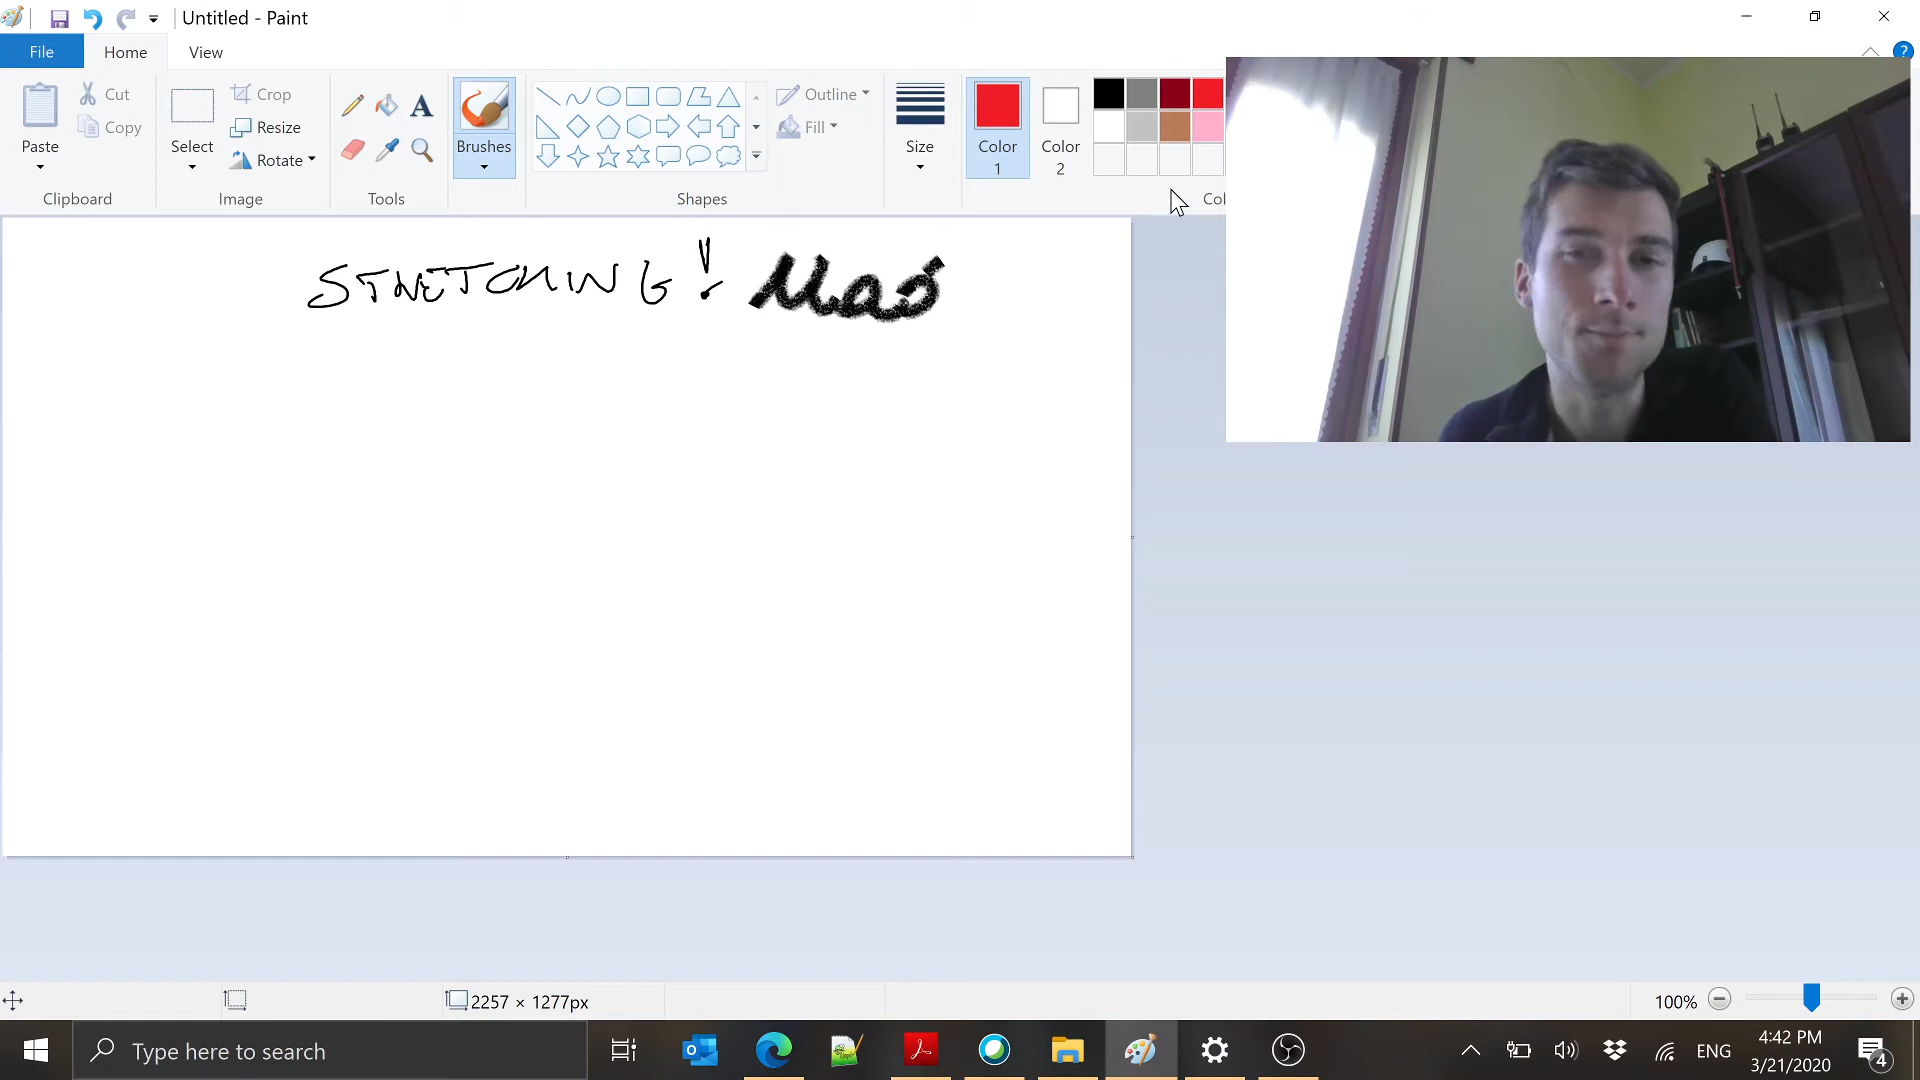 Untitled - Paint
File Home View
Cut
Copy
Paste
Crop
Resize
Rotate
Select
A
Brushes
Outline
Fill
Size
Color 1
Color 2
Clipboard Image Tools Shapes Col
STRETCHING!
2257 × 1277px
100%
Type here to search
ENG
4:42 PM
3/21/2020
4